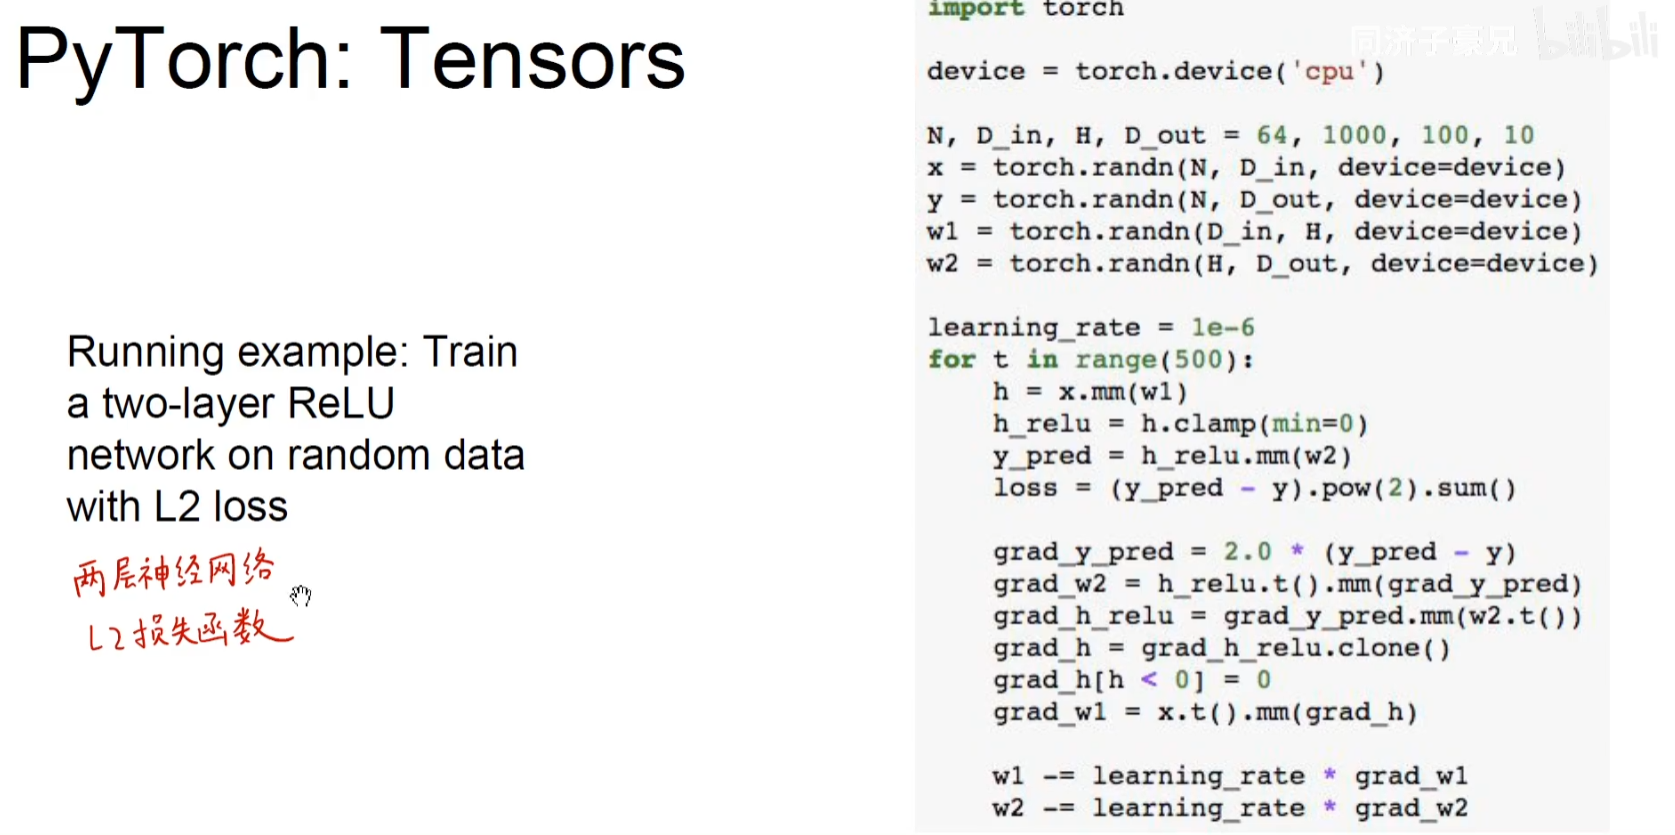 PyTorch: Tensors
Running example: Train
a two-layer ReLU
network on random data
with L2 loss
两层神经网络
L2损失函数
同济子豪兄 bilibili
import torch
device = torch.device('cpu')
N, D_in, H, D_out = 64, 1000, 100, 10
x = torch.randn(N, D_in, device=device)
y = torch.randn(N, D_out, device=device)
w1 = torch.randn(D_in, H, device=device)
w2 = torch.randn(H, D_out, device=device)
learning_rate = 1e-6
for t in range(500):
    h = x.mm(w1)
    h_relu = h.clamp(min=0)
    y_pred = h_relu.mm(w2)
    loss = (y_pred - y).pow(2).sum()
    grad_y_pred = 2.0 * (y_pred - y)
    grad_w2 = h_relu.t().mm(grad_y_pred)
    grad_h_relu = grad_y_pred.mm(w2.t())
    grad_h = grad_h_relu.clone()
    grad_h[h < 0] = 0
    grad_w1 = x.t().mm(grad_h)
    w1 -= learning_rate * grad_w1
    w2 -= learning_rate * grad_w2